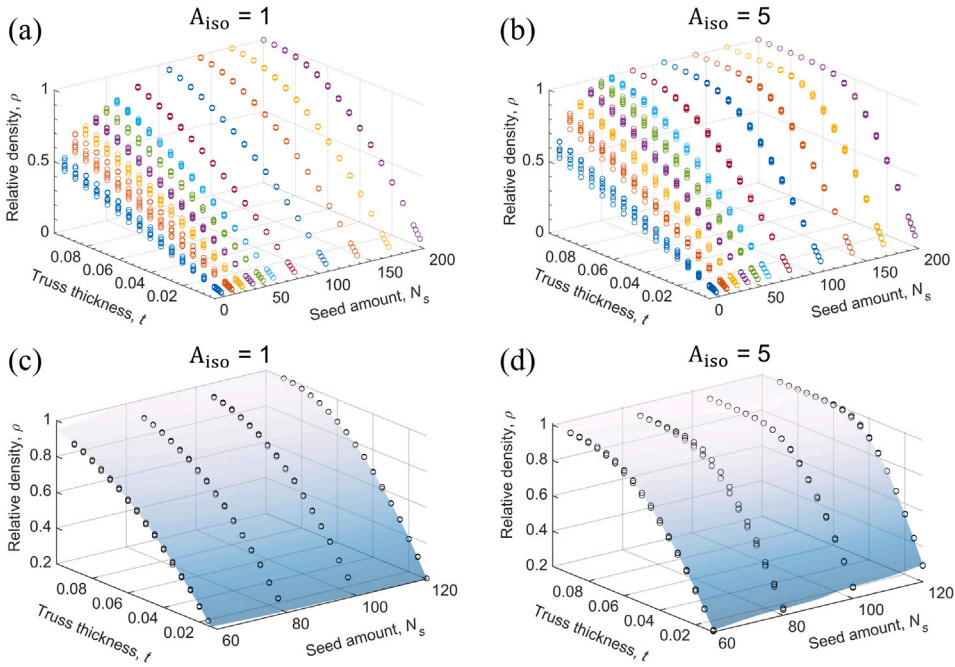 (a)
A_iso = 1
Relative density, ρ
1
0.5
0
0.08
0.06
0.04
0.02
Truss thickness, t
0
50
100
150
200
Seed amount, N_s
(b)
A_iso = 5
Relative density, ρ
1
0.5
0
0.08
0.06
0.04
0.02
Truss thickness, t
0
50
100
150
200
Seed amount, N_s
(c)
A_iso = 1
Relative density, ρ
1
0.8
0.6
0.4
0.2
0.08
0.06
0.04
0.02
Truss thickness, t
60
80
100
120
Seed amount, N_s
(d)
A_iso = 5
Relative density, ρ
1
0.8
0.6
0.4
0.2
0.08
0.06
0.04
0.02
Truss thickness, t
60
80
100
120
Seed amount, N_s